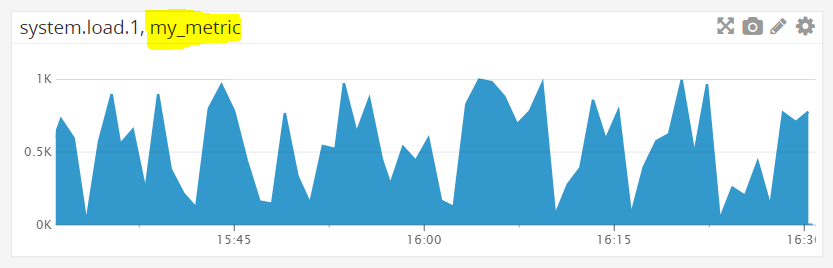 system.load.1, my_metric
1K
0.5K
0K
15:45 16:00 16:15 16:30